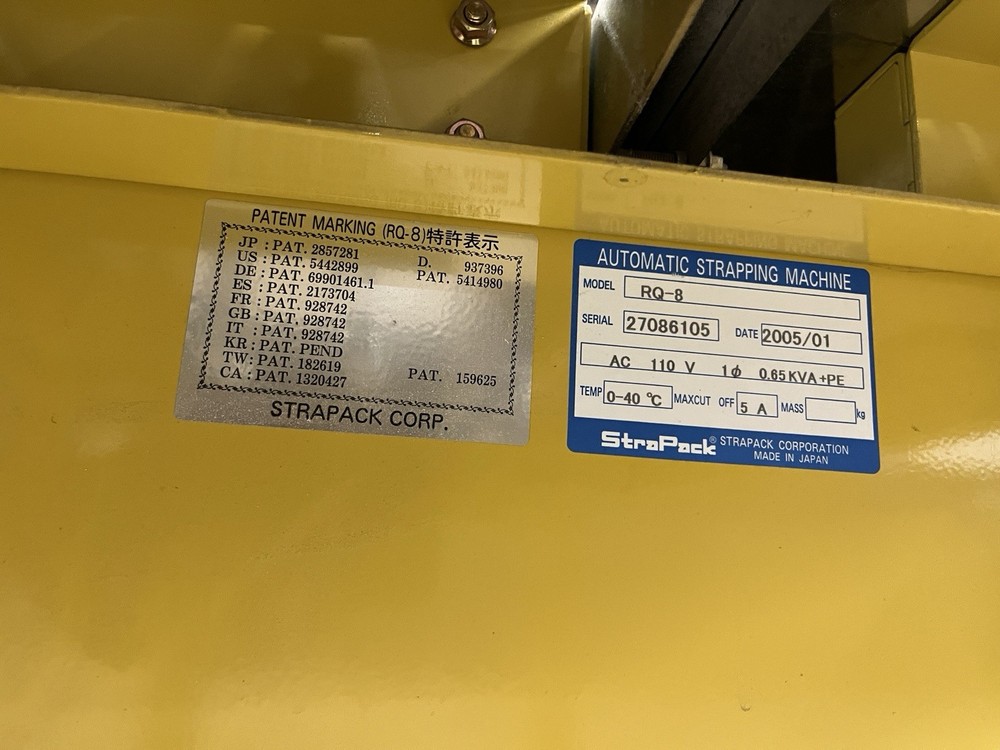 PATENT MARKING (RQ-8)特許表示
JP : PAT. 2857281 D. 937396
US : PAT. 5442899 PAT. 5414980
DE : PAT. 69901461.1
ES : PAT. 2173704
FR : PAT. 928742
GB : PAT. 928742
IT : PAT. 928742
KR : PAT. PEND
TW : PAT. 182619
CA : PAT. 1320427 PAT. 159625
STRAPACK CORP.
AUTOMATIC STRAPPING MACHINE
MODEL RQ-8
SERIAL 27086105 DATE 2005/01
AC 110 V 1φ 0.65 KVA+PE
TEMP 0-40 °C MAXCUT OFF 5 A MASS kg
StraPack® STRAPACK CORPORATION
MADE IN JAPAN